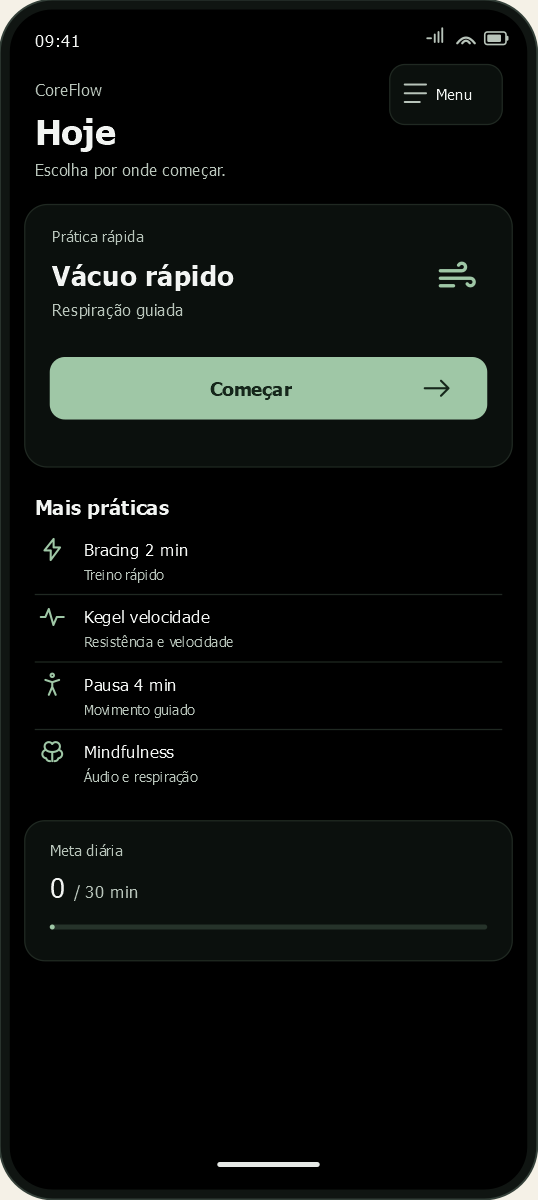 09:41
CoreFlow
Menu
Hoje
Escolha por onde começar.
Prática rápida
Vácuo rápido
Respiração guiada
Começar
Mais práticas
Bracing 2 min
Treino rápido
Kegel velocidade
Resistência e velocidade
Pausa 4 min
Movimento guiado
Mindfulness
Áudio e respiração
Meta diária
0 / 30 min